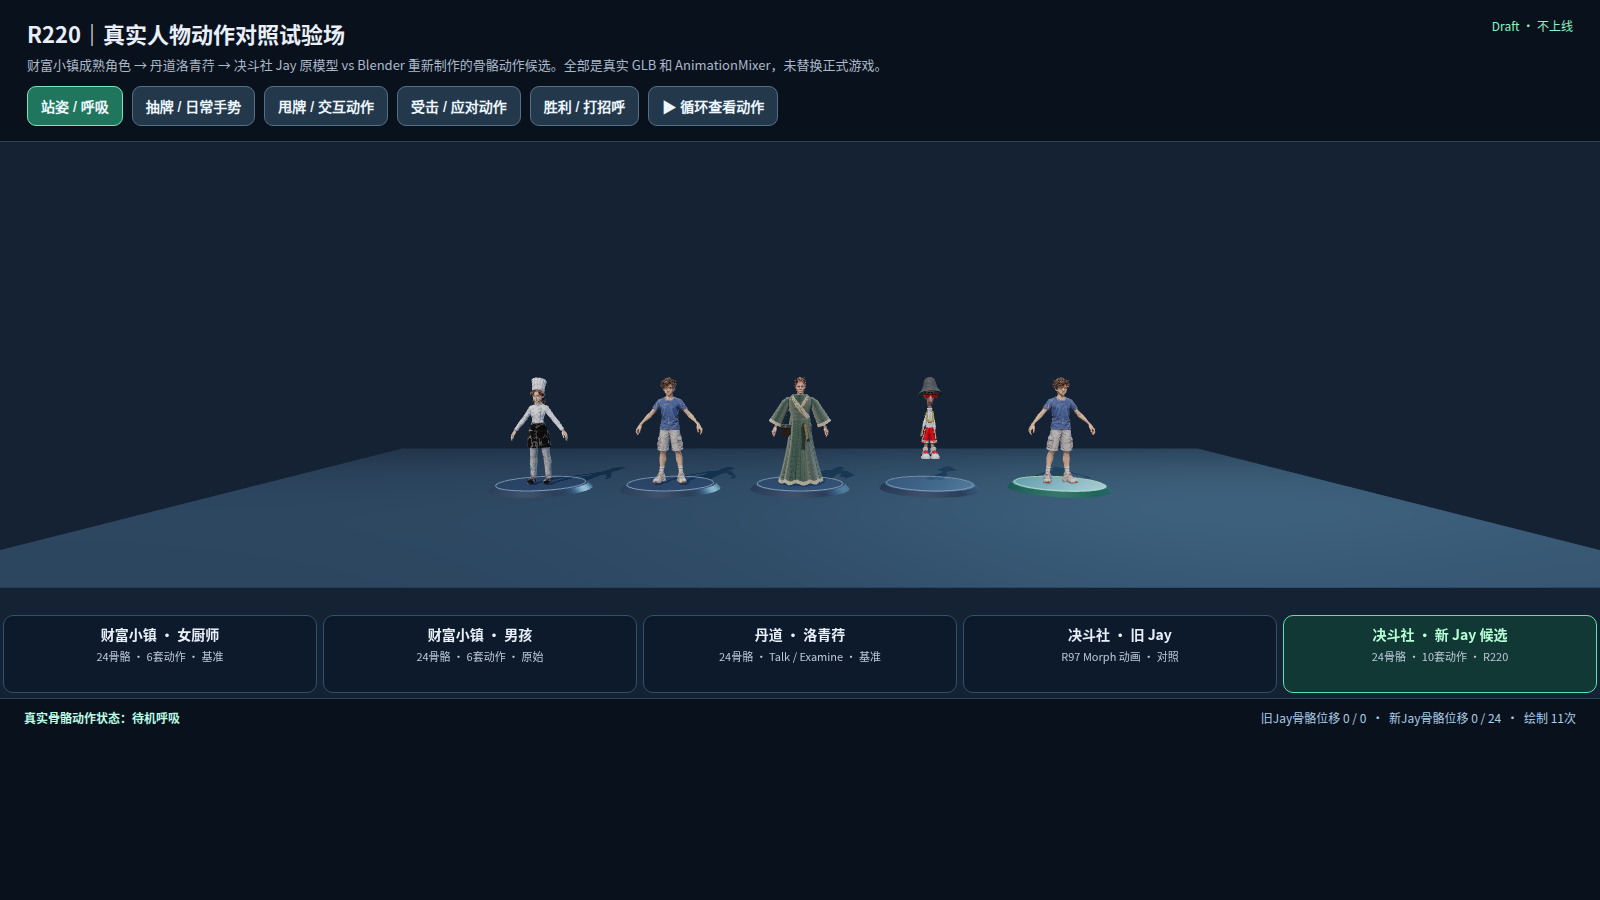 R220｜真实人物动作对照试验场
Draft · 不上线
财富小镇成熟角色 → 丹道洛青荇 → 决斗社 Jay 原模型 vs Blender 重新制作的骨骼动作候选。全部是真实 GLB 和 AnimationMixer，未替换正式游戏。
站姿 / 呼吸
抽牌 / 日常手势
甩牌 / 交互动作
受击 / 应对动作
胜利 / 打招呼
▶ 循环查看动作
财富小镇 · 女厨师
24骨骼 · 6套动作 · 基准
财富小镇 · 男孩
24骨骼 · 6套动作 · 原始
丹道 · 洛青荇
24骨骼 · Talk / Examine · 基准
决斗社 · 旧 Jay
R97 Morph 动画 · 对照
决斗社 · 新 Jay 候选
24骨骼 · 10套动作 · R220
真实骨骼动作状态：待机呼吸
旧Jay骨骼位移 0 / 0 · 新Jay骨骼位移 0 / 24 · 绘制 11次